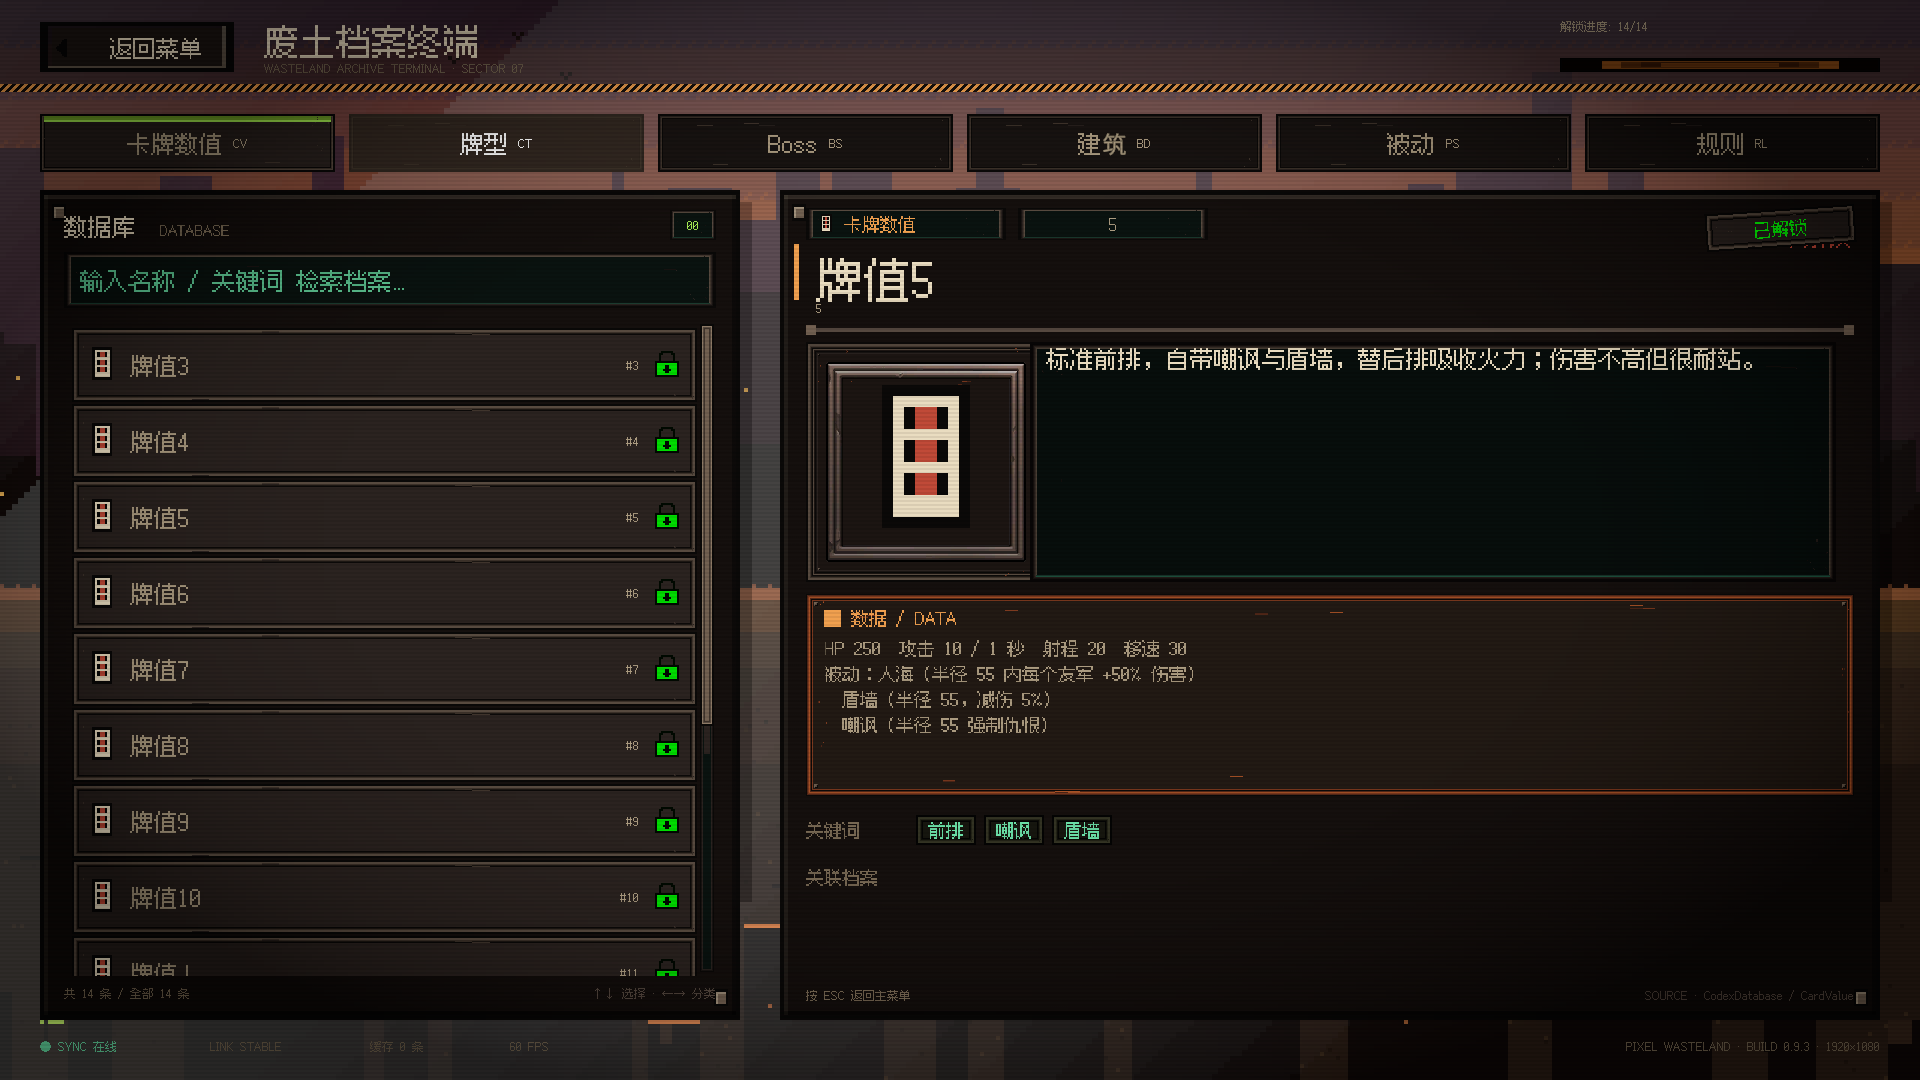 返回菜单
废土档案终端
WASTELAND ARCHIVE TERMINAL SECTOR 07
解锁进度: 14/14
卡牌数值 CV
牌型 CT
Boss BS
建筑 BD
被动 PS
规则 RL
数据库 DATABASE
00
输入名称 / 关键词 检索档案…
牌值3 #3
牌值4 #4
牌值5 #5
牌值6 #6
牌值7 #7
牌值8 #8
牌值9 #9
牌值10 #10
#11
共 14 条 / 全部 14 条
↑↓ 选择 · ←→ 分类
卡牌数值
5
已解锁
牌值5
5
标准前排，自带嘲讽与盾墙，替后排吸收火力；伤害不高但很耐站。
数据 / DATA
HP 250 攻击 10 / 1 秒 射程 20 移速 30
被动：人海（半径 55 内每个友军 +50% 伤害）
盾墙（半径 55，减伤 5%）
嘲讽（半径 55 强制仇恨）
关键词 前排 嘲讽 盾墙
关联档案
按 ESC 返回主菜单
SOURCE · CodexDatabase / CardValue
SYNC 在线
LINK STABLE
缓存 0 条
60 FPS
PIXEL WASTELAND · BUILD 0.9.3 · 1920×1080